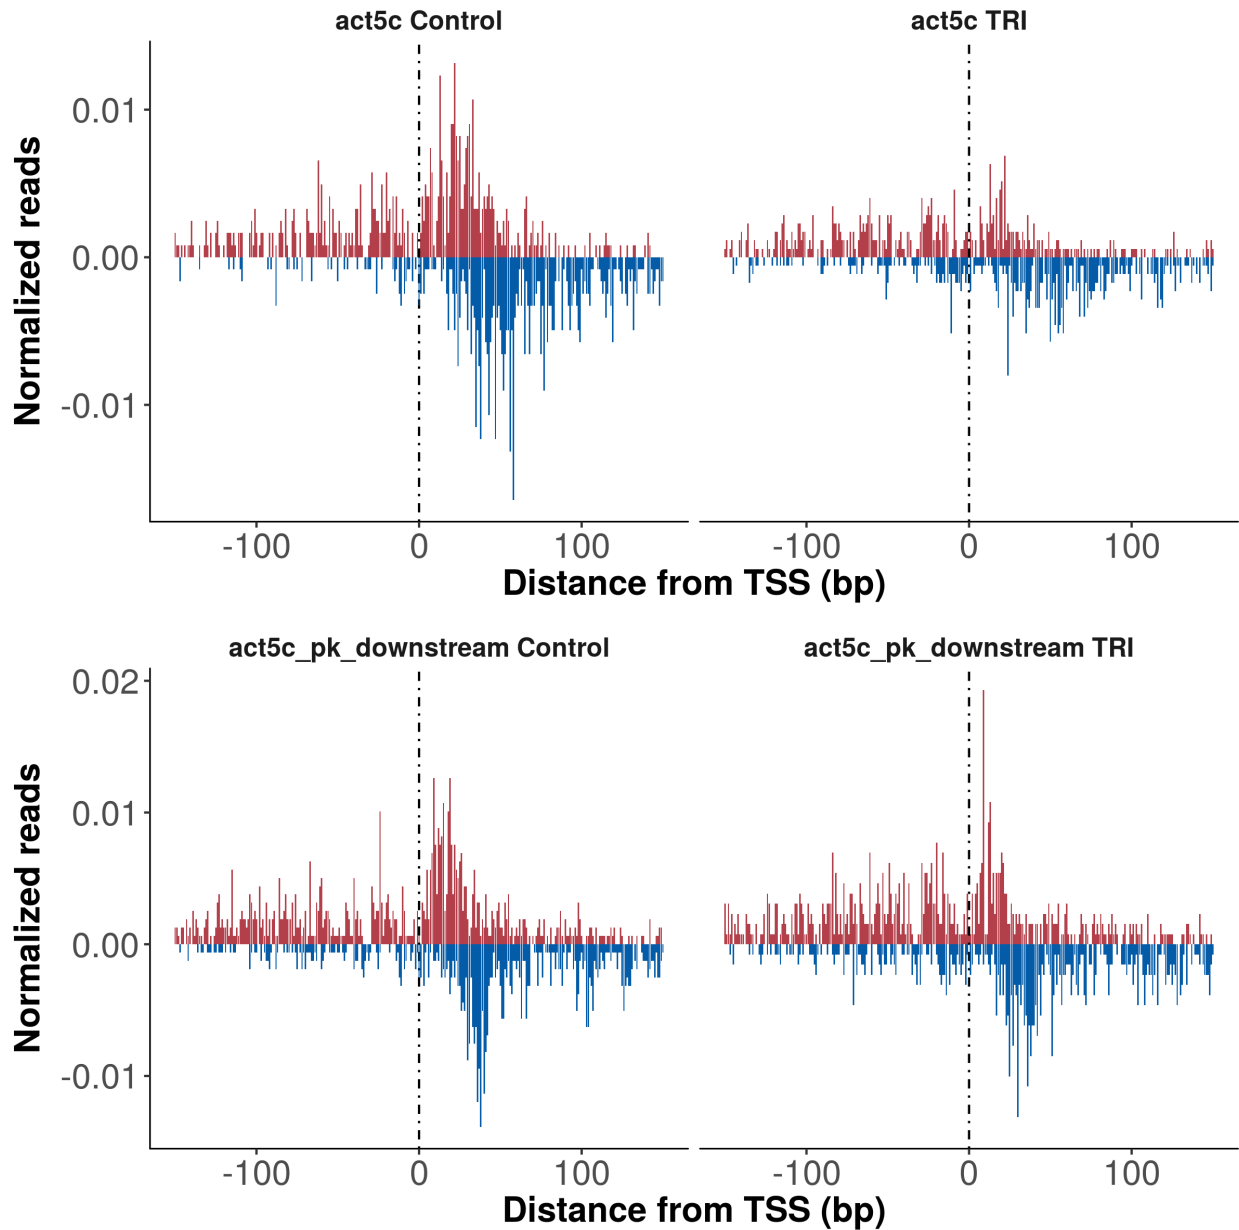 act5c Control
act5c TRI
Normalized reads
0.01
0.00
-0.01
-100 0 100
-100 0 100
Distance from TSS (bp)
act5c_pk_downstream Control
act5c_pk_downstream TRI
Normalized reads
0.02
0.01
0.00
-0.01
-100 0 100
-100 0 100
Distance from TSS (bp)